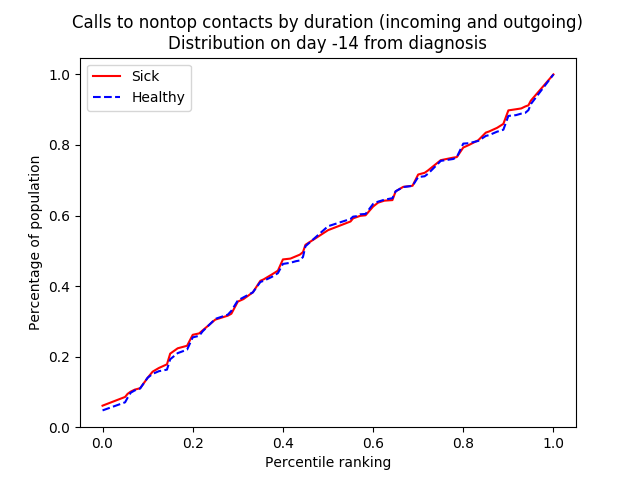 Calls to nontop contacts by duration (incoming and outgoing)
Distribution on day -14 from diagnosis
Sick
Healthy
Percentage of population
1.0
0.8
0.6
0.4
0.2
0.0
0.0 0.2 0.4 0.6 0.8 1.0
Percentile ranking